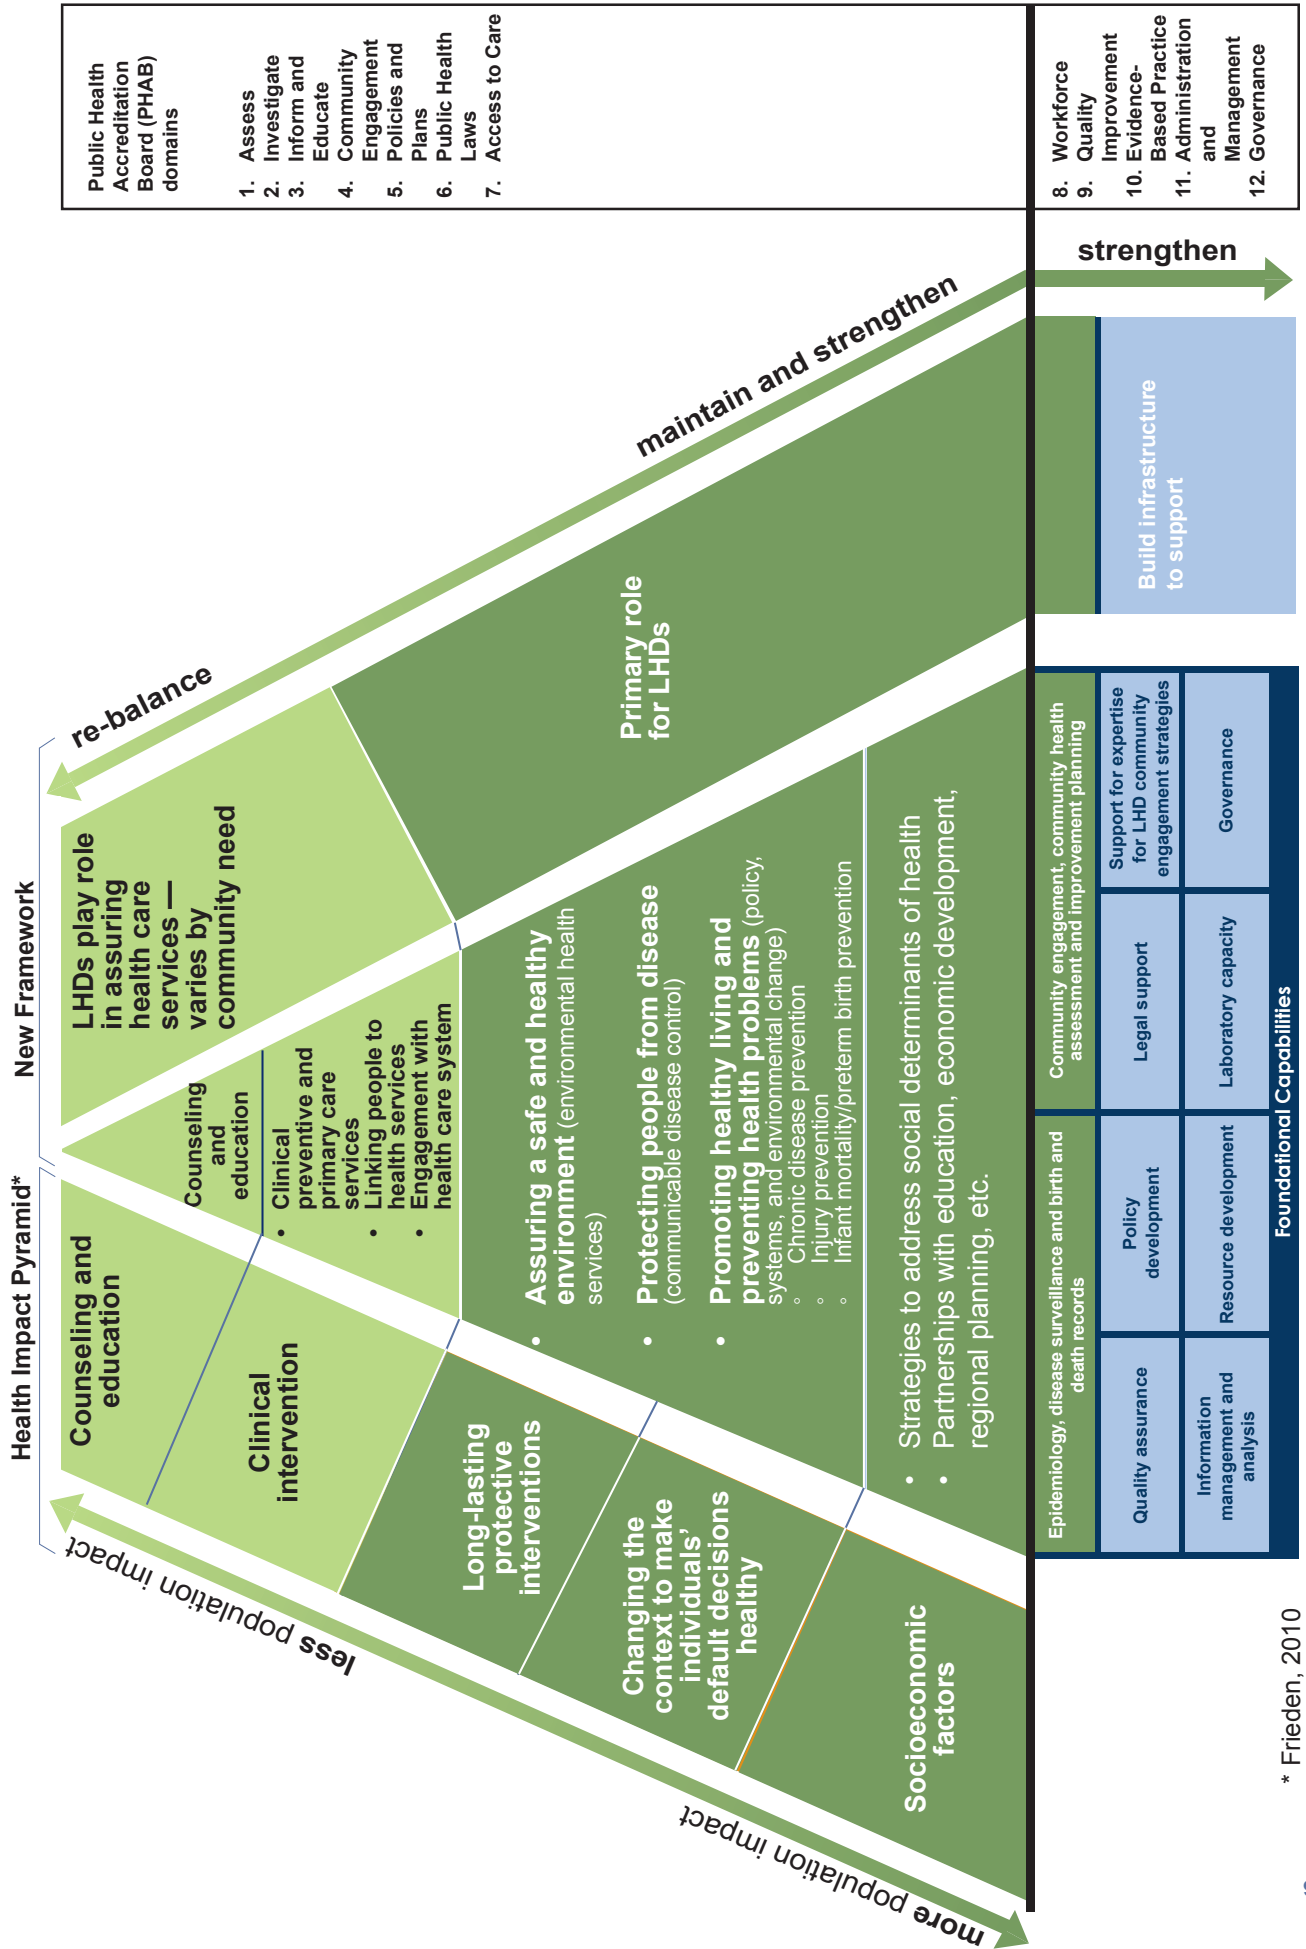 Health Impact Pyramid*
New Framework
less population impact
more population impact
Counseling and
education
Clinical
intervention
Long-lasting
protective
interventions
Changing the
context to make
individuals’
default decisions
healthy
Socioeconomic
factors
Counseling
and
education
• Clinical
preventive and
primary care
services
• Linking people to
health services
• Engagement with
health care system
• Assuring a safe and healthy
environment (environmental health
services)
• Protecting people from disease
(communicable disease control)
• Promoting healthy living and
preventing health problems (policy,
systems, and environmental change)
◦ Chronic disease prevention
◦ Injury prevention
◦ Infant mortality/preterm birth prevention
• Strategies to address social determinants of health
• Partnerships with education, economic development,
regional planning, etc.
LHDs play role
in assuring
health care
services —
varies by
community need
Primary role
for LHDs
re-balance
maintain and strengthen
strengthen
Public Health
Accreditation
Board (PHAB)
domains
1. Assess
2. Investigate
3. Inform and
Educate
4. Community
Engagement
5. Policies and
Plans
6. Public Health
Laws
7. Access to Care
8. Workforce
9. Quality
Improvement
10. Evidence-
Based Practice
11. Administration
and
Management
12. Governance
Epidemiology, disease surveillance and birth and
death records
Community engagement, community health
assessment and improvement planning
Quality assurance
Policy
development
Legal support
Support for expertise
for LHD community
engagement strategies
Information
management and
analysis
Resource development
Laboratory capacity
Governance
Foundational Capabilities
Build infrastructure
to support
* Frieden, 2010